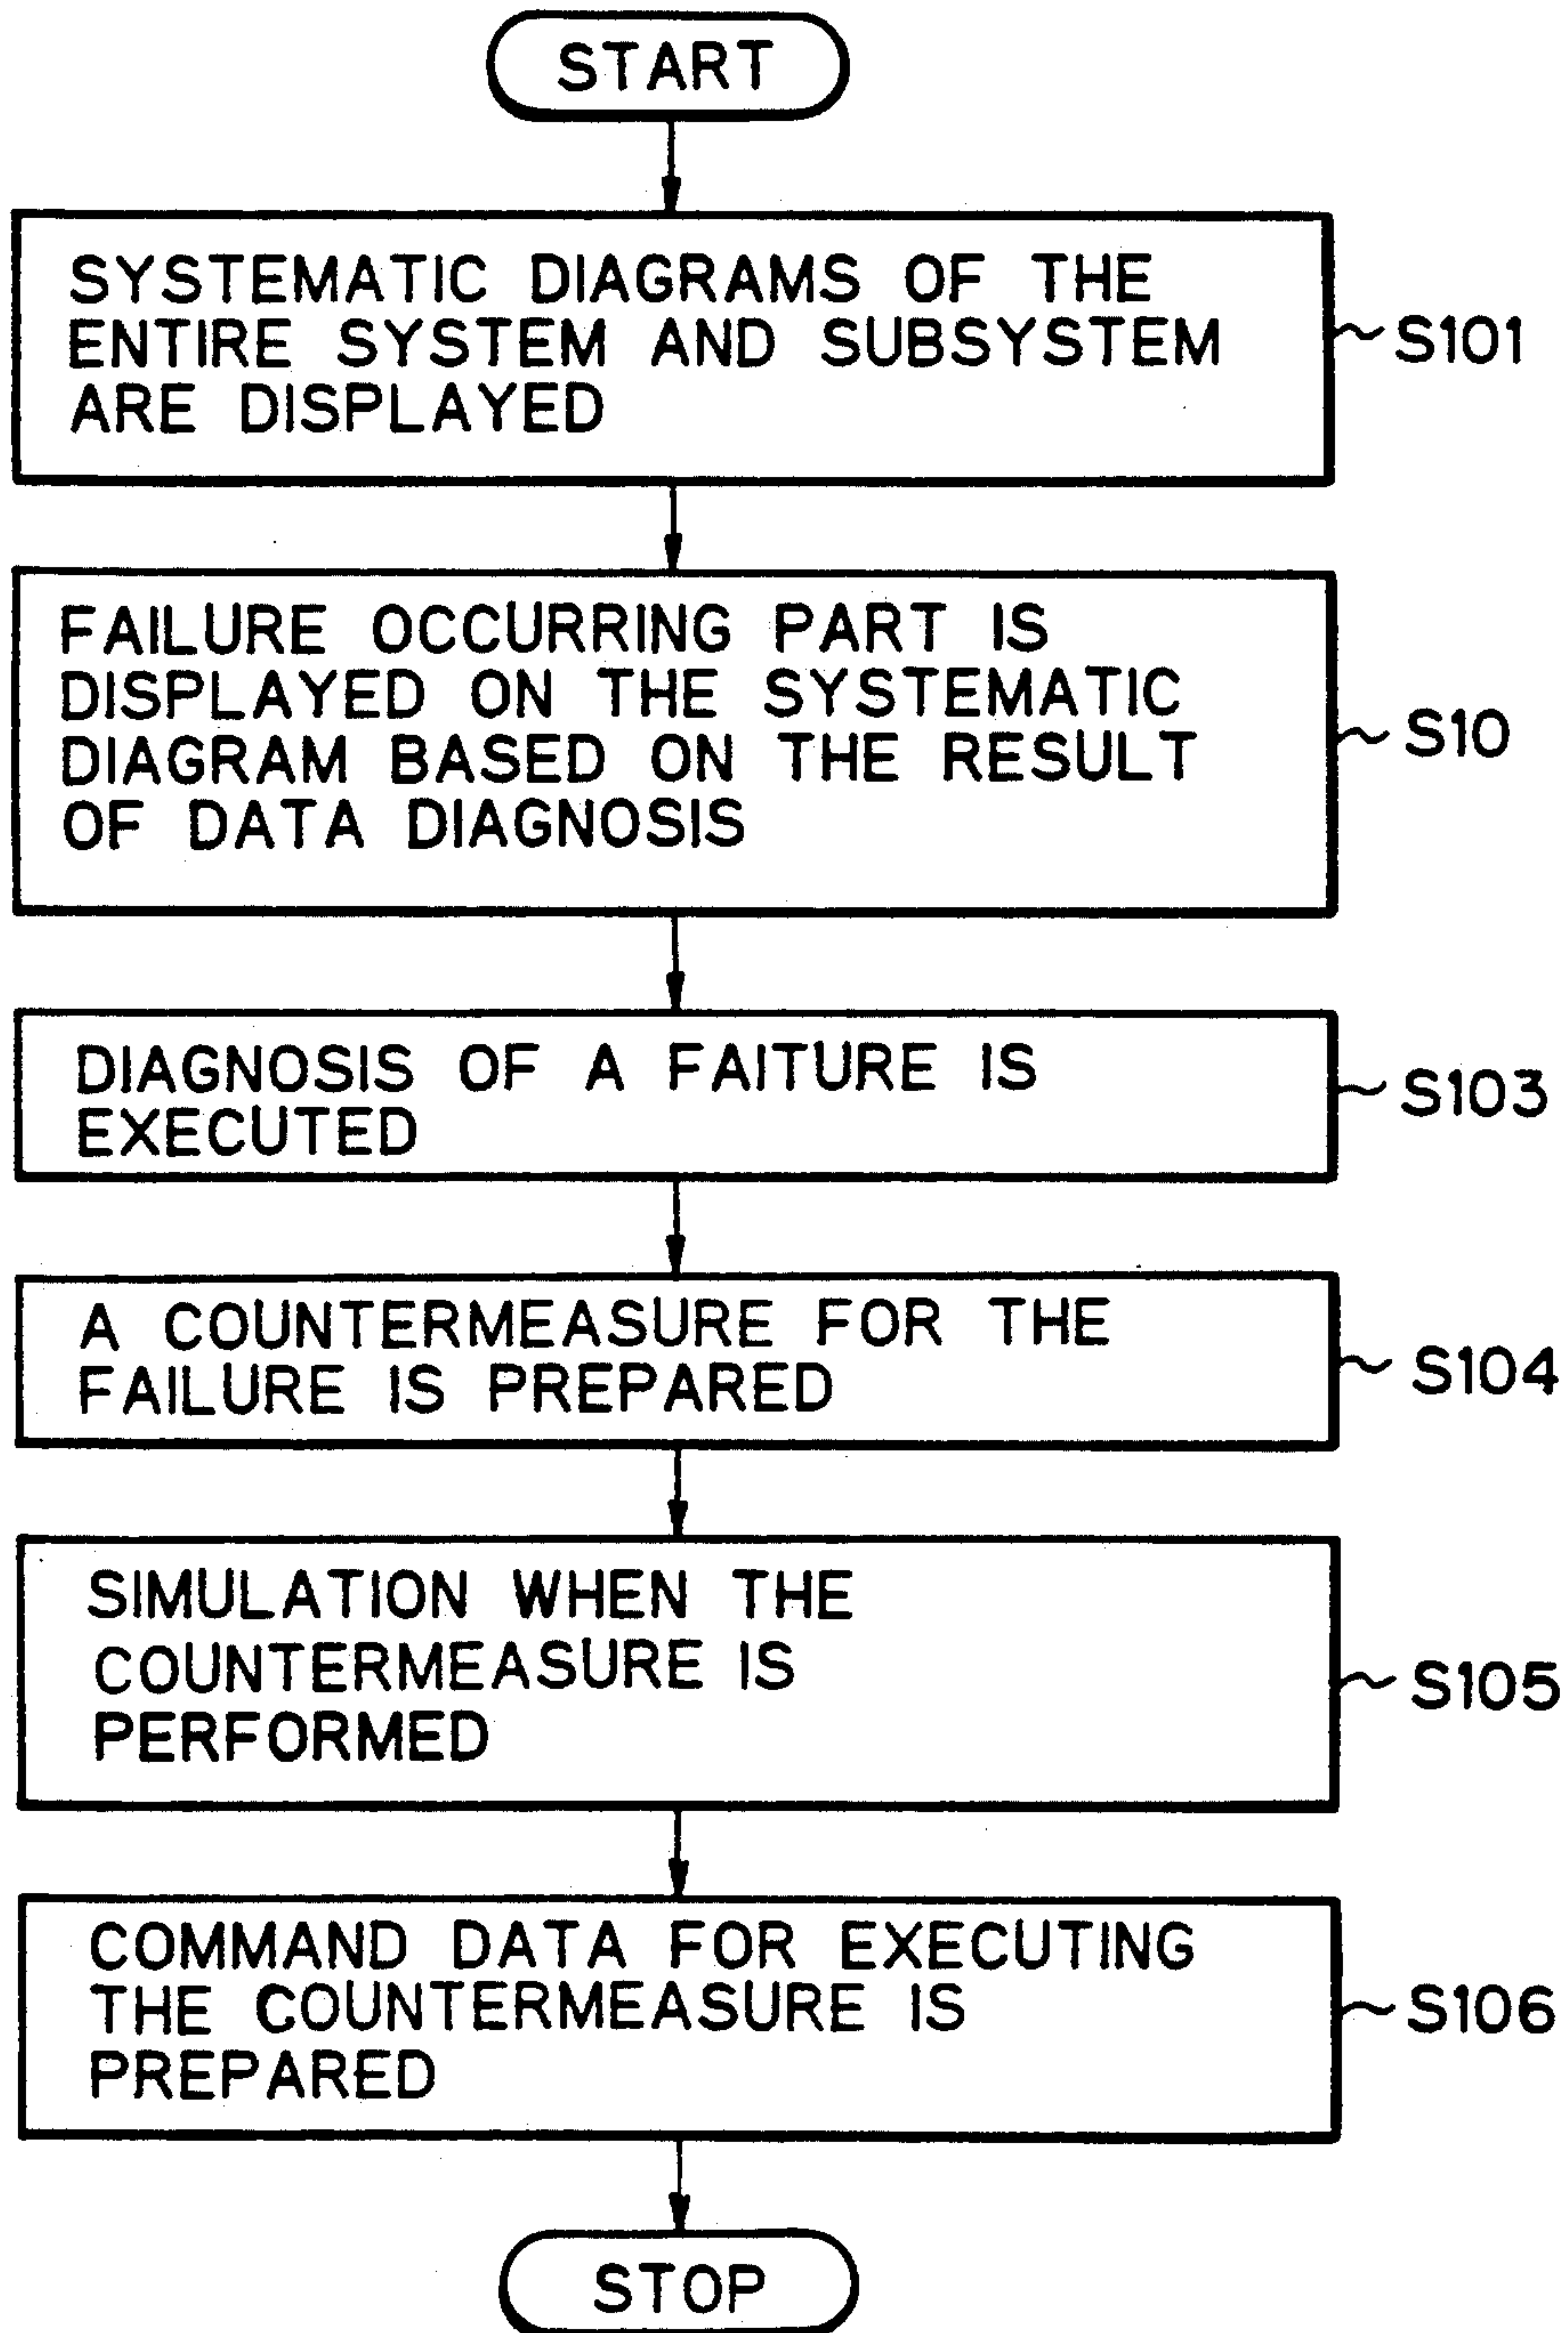 START
SYSTEMATIC DIAGRAMS OF THE
ENTIRE SYSTEM AND SUBSYSTEM
ARE DISPLAYED
S101
FAILURE OCCURRING PART IS
DISPLAYED ON THE SYSTEMATIC
DIAGRAM BASED ON THE RESULT
OF DATA DIAGNOSIS
S10
DIAGNOSIS OF A FAITURE IS
EXECUTED
S103
A COUNTERMEASURE FOR THE
FAILURE IS PREPARED
S104
SIMULATION WHEN THE
COUNTERMEASURE IS
PERFORMED
S105
COMMAND DATA FOR EXECUTING
THE COUNTERMEASURE IS
PREPARED
S106
STOP